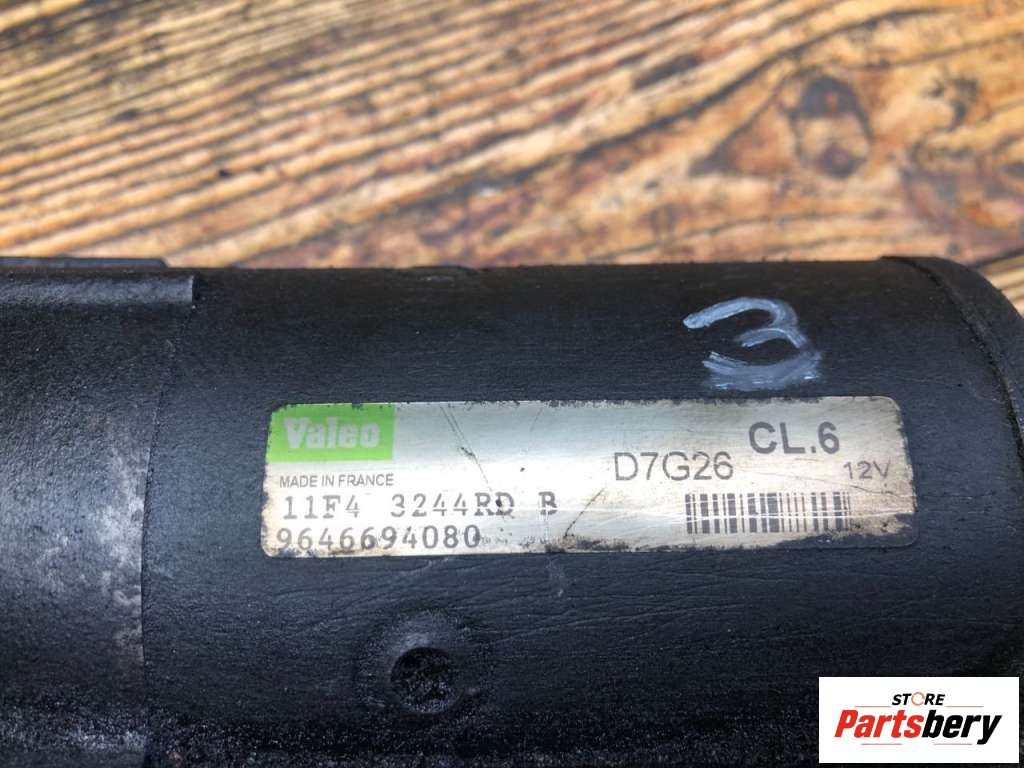 3
Valeo
CL.6
D7G26
12V
MADE IN FRANCE
11F4 3244RD B
9646694080
STORE
Partsbery